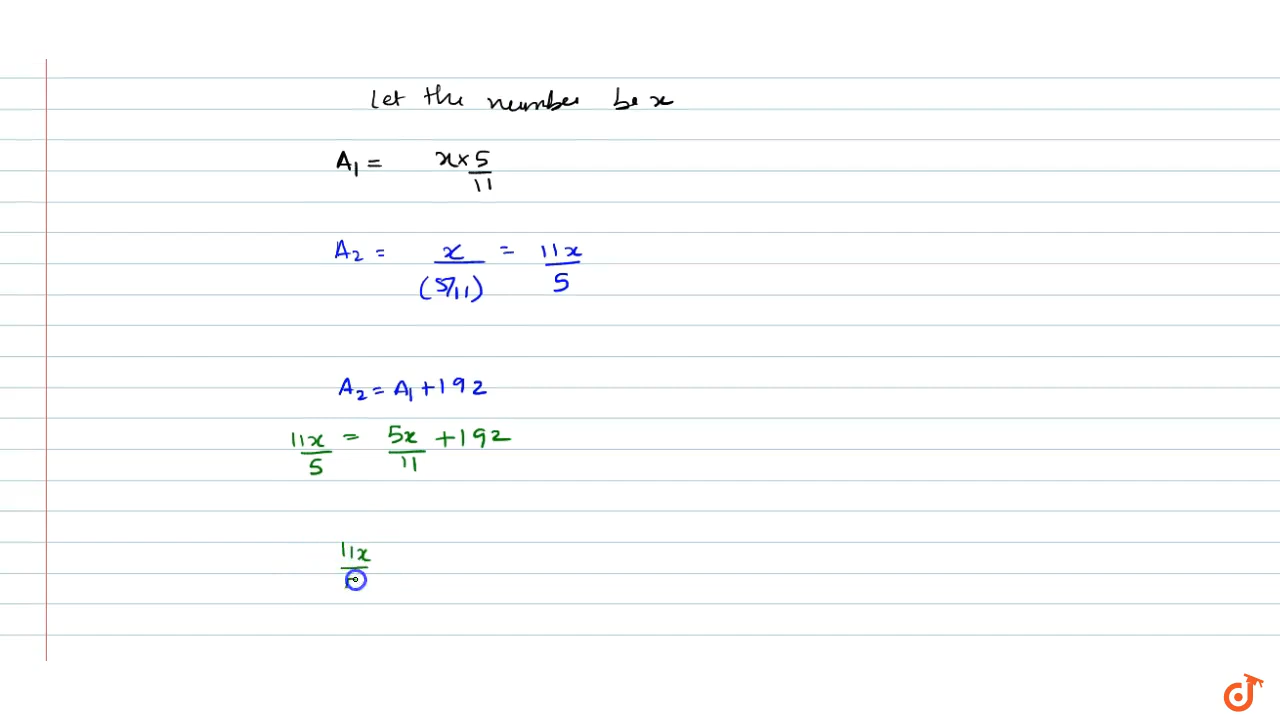 Let the number be x
A₁ = x × 5/11
A₂ = x/(5/11) = 11x/5
A₂ = A₁ + 192
11x/5 = 5x/11 + 192
11x